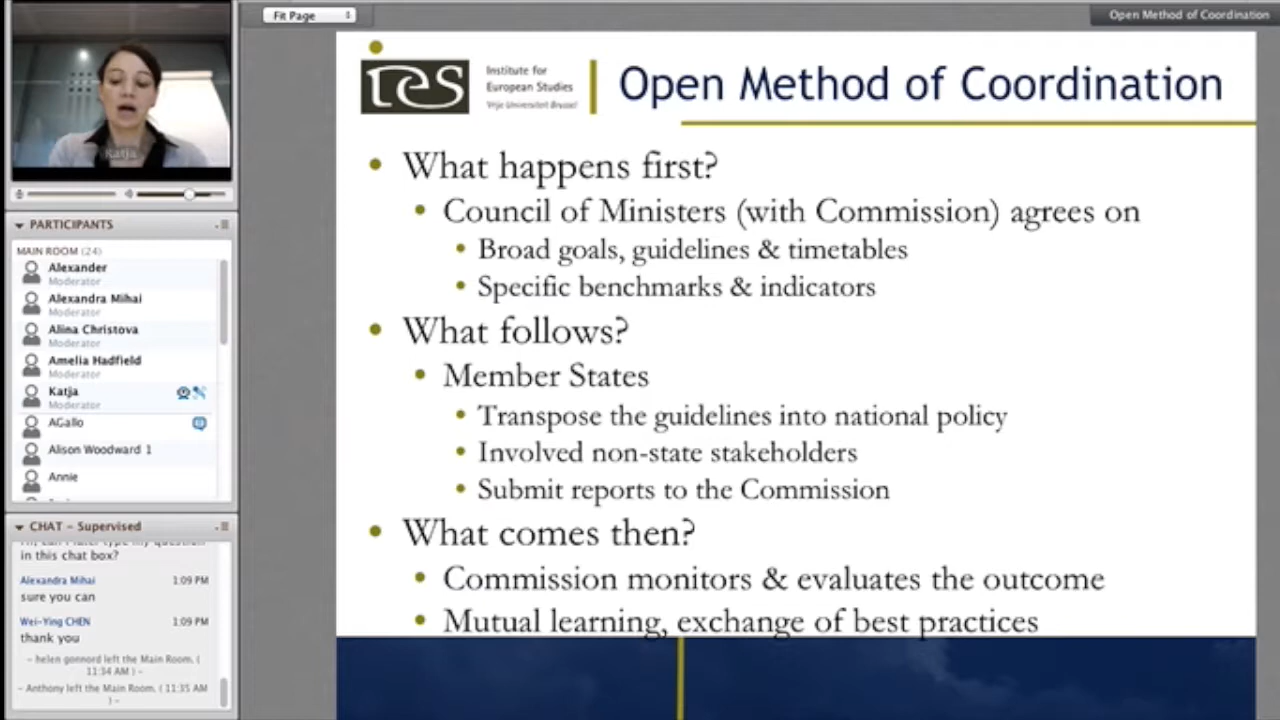 Fit Page
Open Method of Coordination
Katja
ies
Institute for
European Studies
Vrije Universiteit Brussel
Open Method of Coordination
• What happens first?
• Council of Ministers (with Commission) agrees on
• Broad goals, guidelines & timetables
• Specific benchmarks & indicators
• What follows?
• Member States
• Transpose the guidelines into national policy
• Involved non-state stakeholders
• Submit reports to the Commission
• What comes then?
• Commission monitors & evaluates the outcome
• Mutual learning, exchange of best practices
PARTICIPANTS
MAIN ROOM (24)
Alexander
Moderator
Alexandra Mihai
Moderator
Alina Christova
Moderator
Amelia Hadfield
Moderator
Katja
Moderator
AGallo
Alison Woodward 1
Annie
CHAT - Supervised
in this chat box?
Alexandra Mihai 1:09 PM
sure you can
Wei-Ying CHEN 1:09 PM
thank you
- helen gonnord left the Main Room. (
11:34 AM ) -
- Anthony left the Main Room. ( 11:35 AM
) -